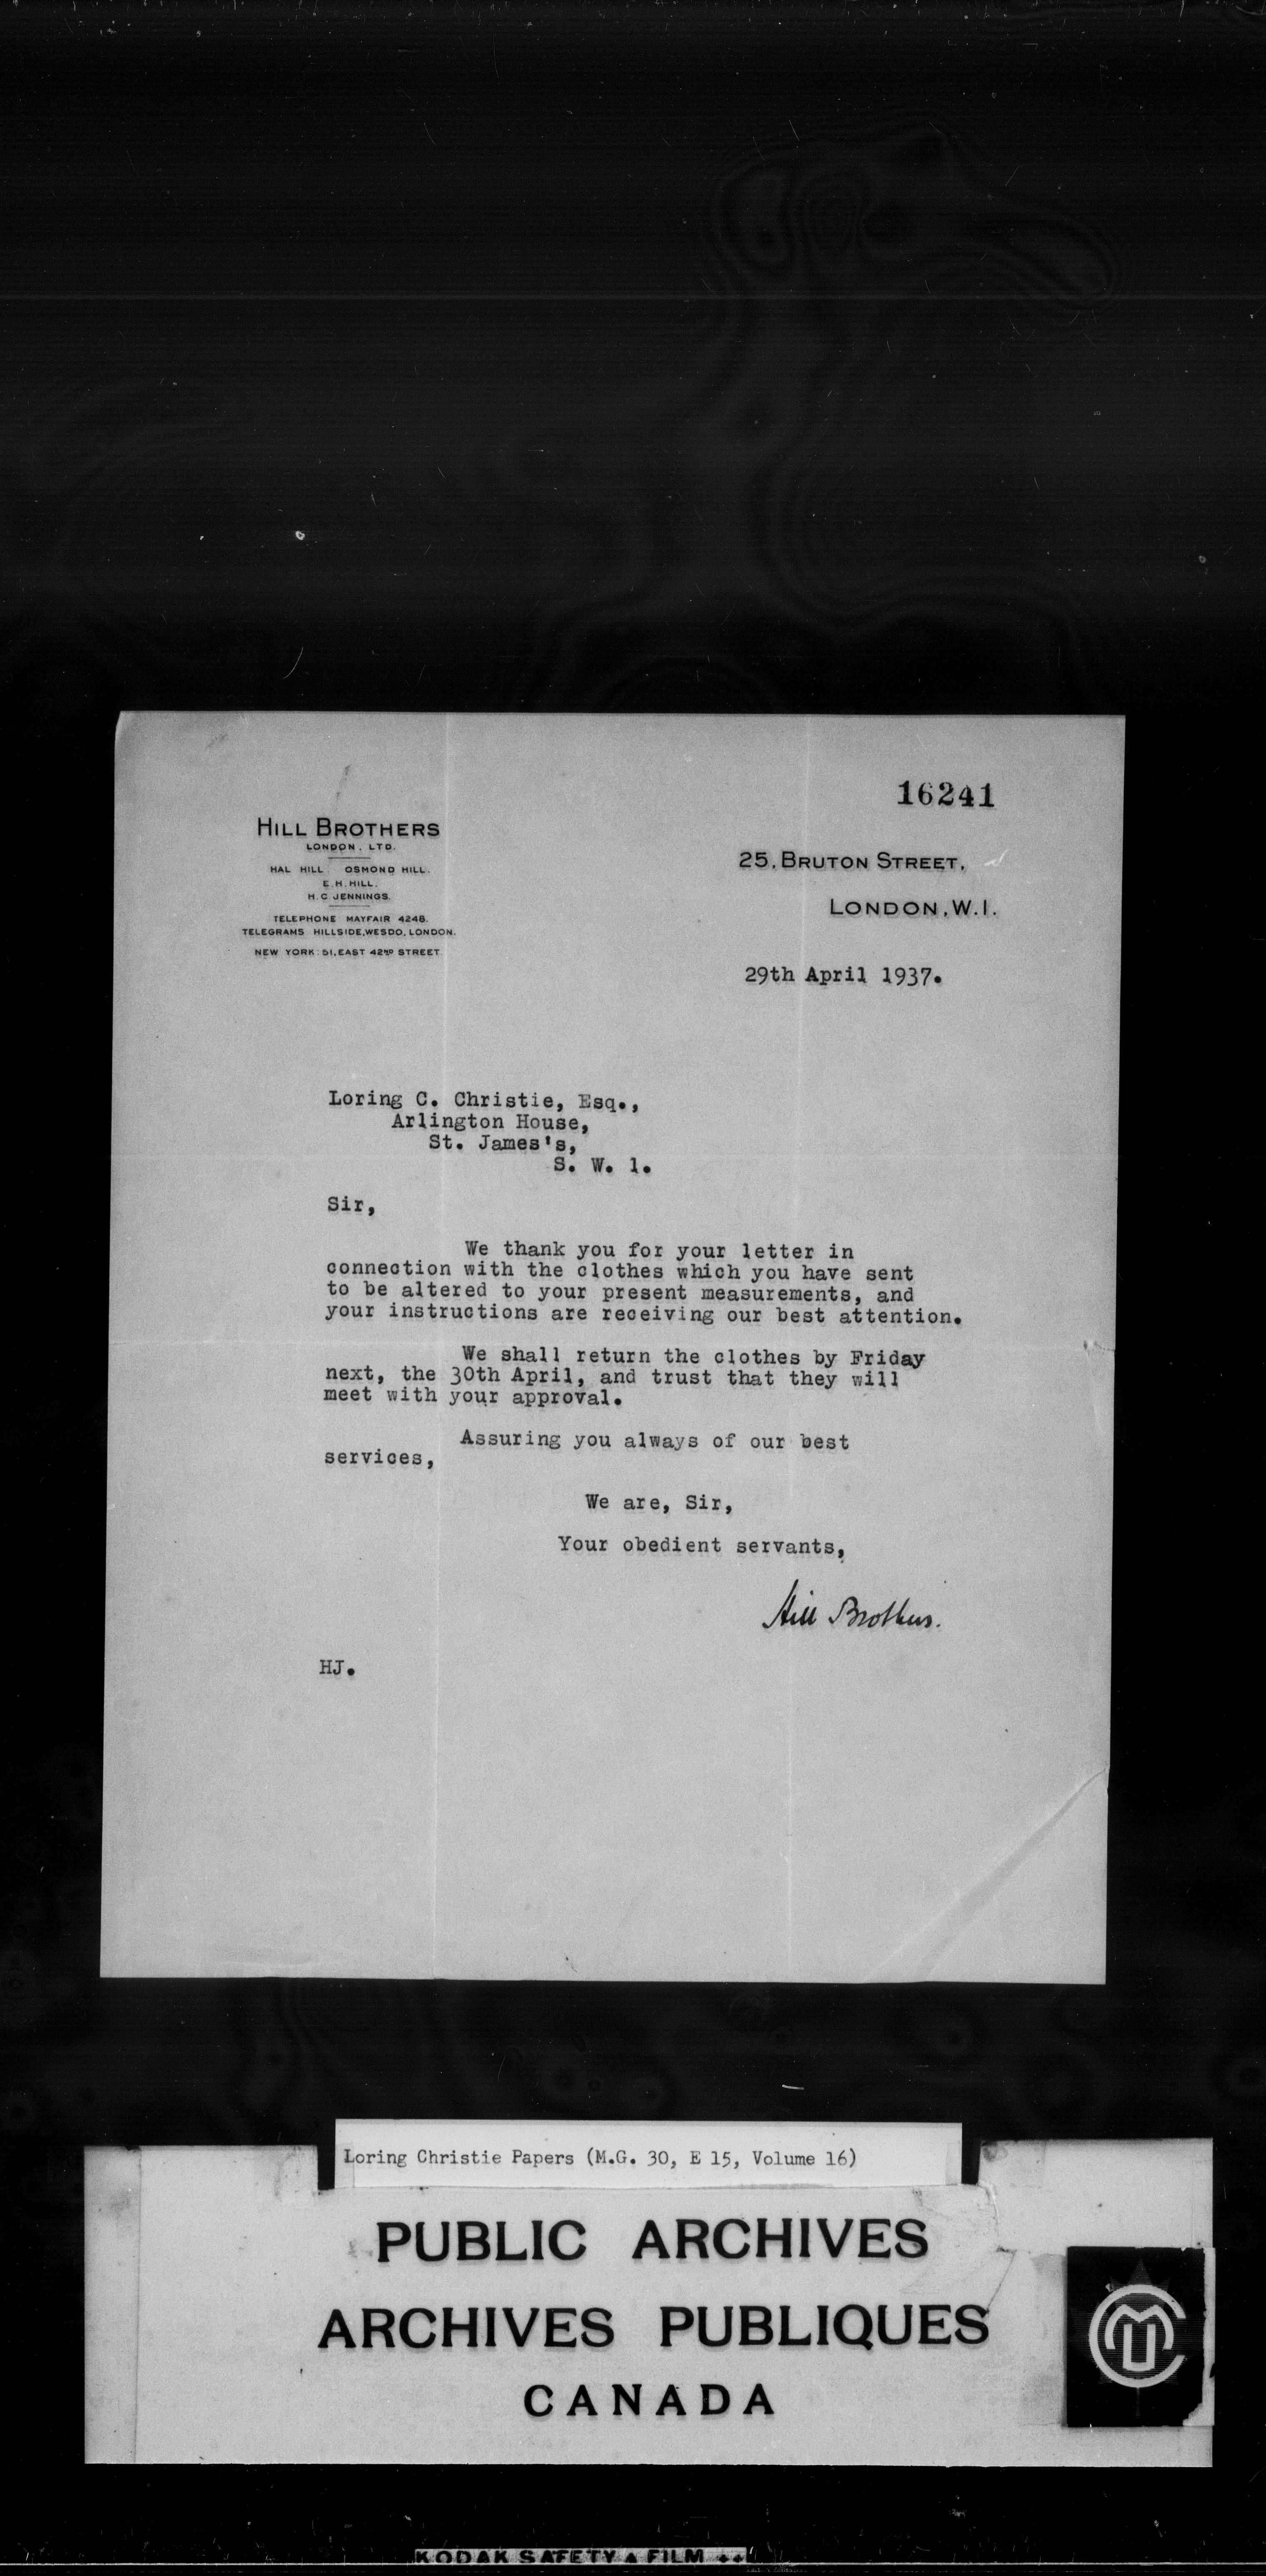 16241
HILL BROTHERS
LONDON, LTD.
HAL HILL. OSMOND HILL.
E.H.HILL.
H.C JENNINGS.
TELEPHONE MAYFAIR 4248.
TELEGRAMS HILLSIDE,WESDO,LONDON.
NEW YORK: 51,EAST 42ND STREET
25, BRUTON STREET,
LONDON, W.I.
29th April 1937.
Loring C. Christie, Esq.,
Arlington House,
St. James's,
S. W. 1.
Sir,
We thank you for your letter in
connection with the clothes which you have sent
to be altered to your present measurements, and
your instructions are receiving our best attention.
We shall return the clothes by Friday
next, the 30th April, and trust that they will
meet with your approval.
Assuring you always of our best
services,
We are, Sir,
Your obedient servants,
Hill Brothers.
HJ.
Loring Christie Papers (M.G. 30, E 15, Volume 16)
PUBLIC ARCHIVES
ARCHIVES PUBLIQUES
CANADA
KODAK SAFETY FILM